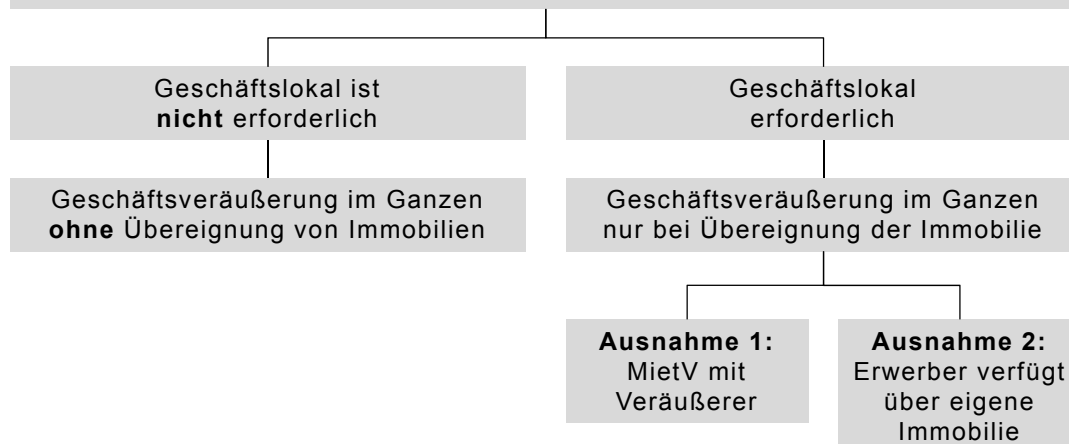 Geschäftslokal ist
nicht erforderlich
Geschäftslokal
erforderlich
Geschäftsveräußerung im Ganzen
ohne Übereignung von Immobilien
Geschäftsveräußerung im Ganzen
nur bei Übereignung der Immobilie
Ausnahme 1:
MietV mit
Veräußerer
Ausnahme 2:
Erwerber verfügt
über eigene
Immobilie